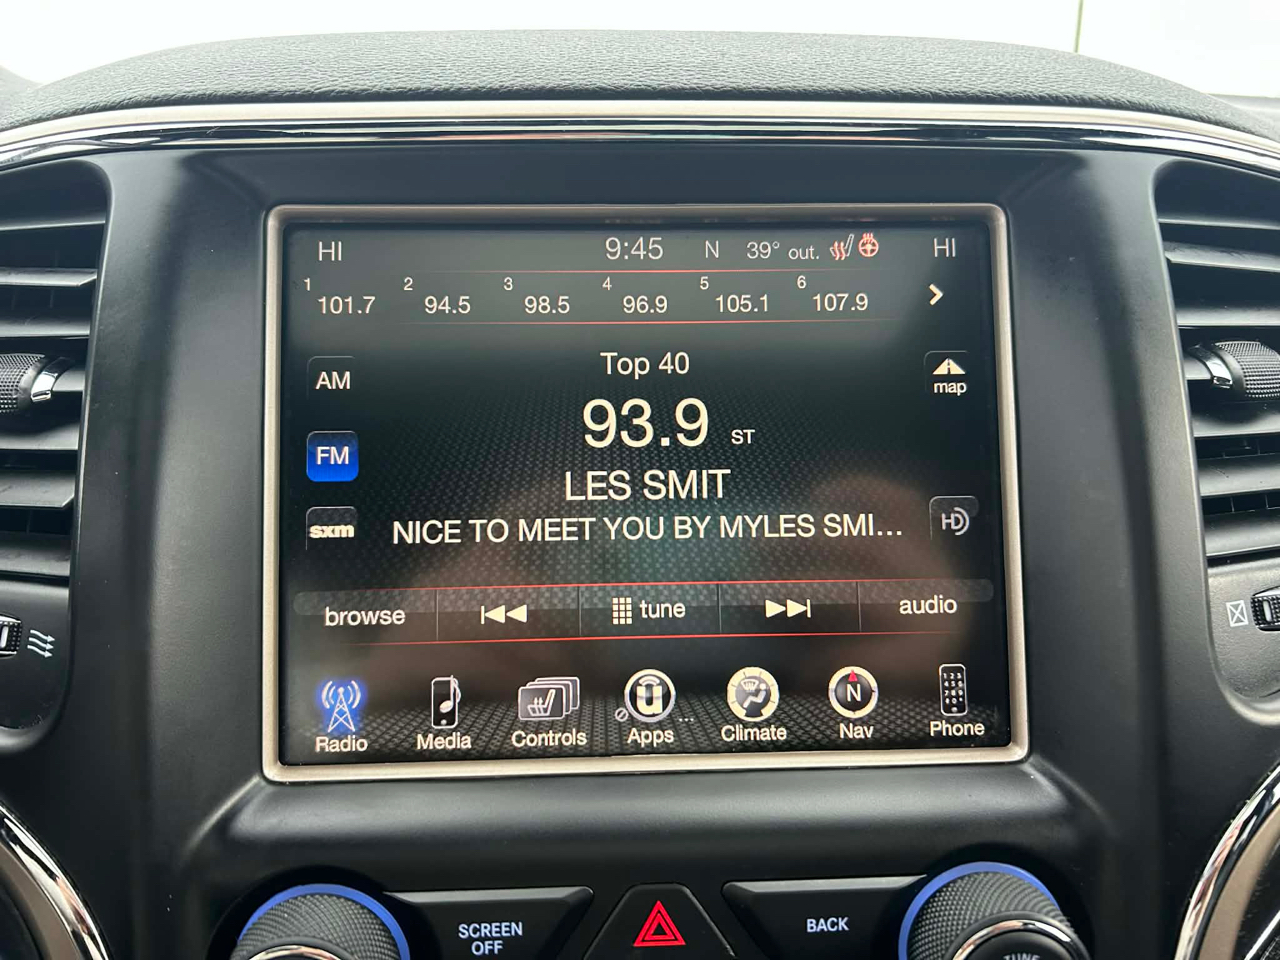 HI 9:45 N 39° out. HI
1 101.7 2 94.5 3 98.5 4 96.9 5 105.1 6 107.9
Top 40
AM
map
93.9 ST
FM
LES SMIT
sxm
NICE TO MEET YOU BY MYLES SMI...
HD
browse tune audio
Radio Media Controls Apps ... Climate N Nav Phone
SCREEN
OFF
BACK
TUNE